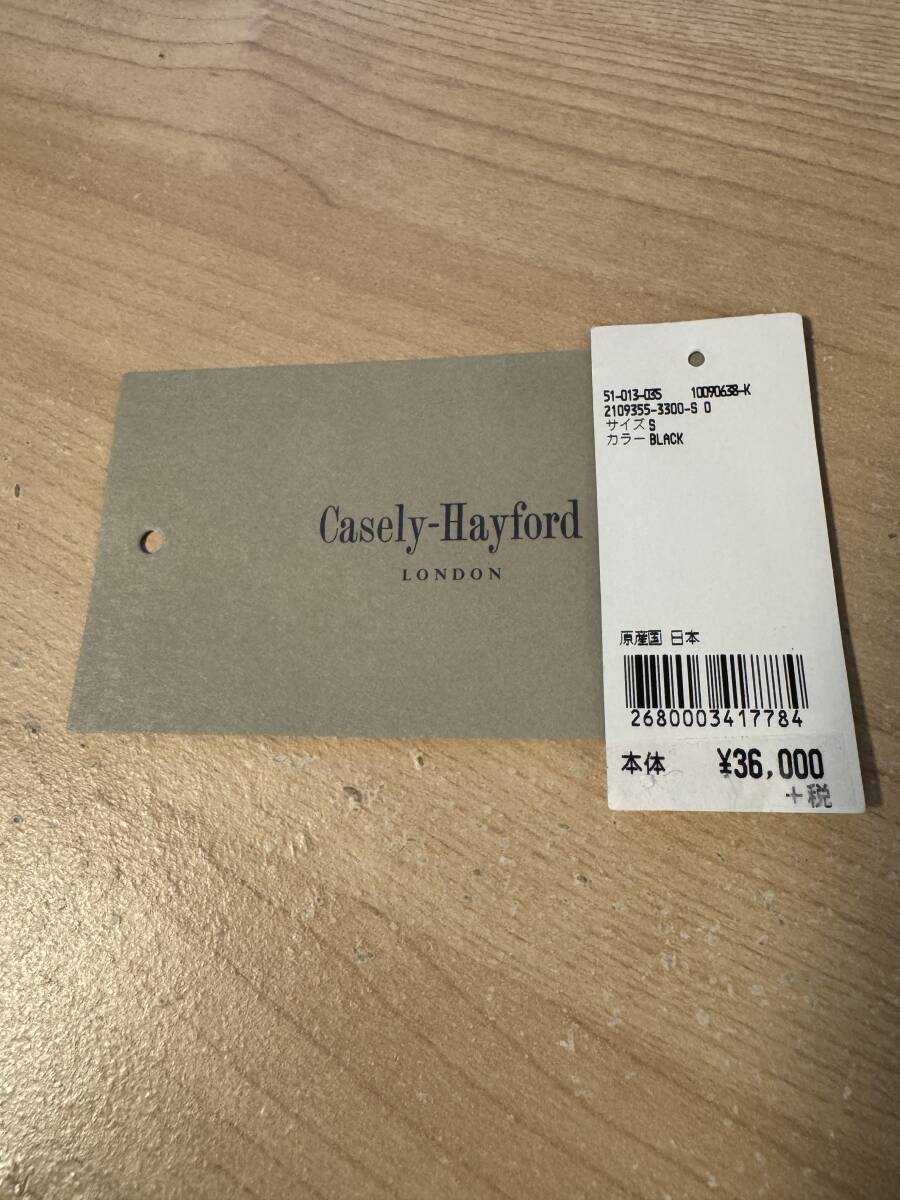 Casely-Hayford
LONDON
51-013-035 10090638-K
2109355-3300-S 0
サイズ S
カラー BLACK
原産国 日本
2680003417784
本体 ¥36,000
+税